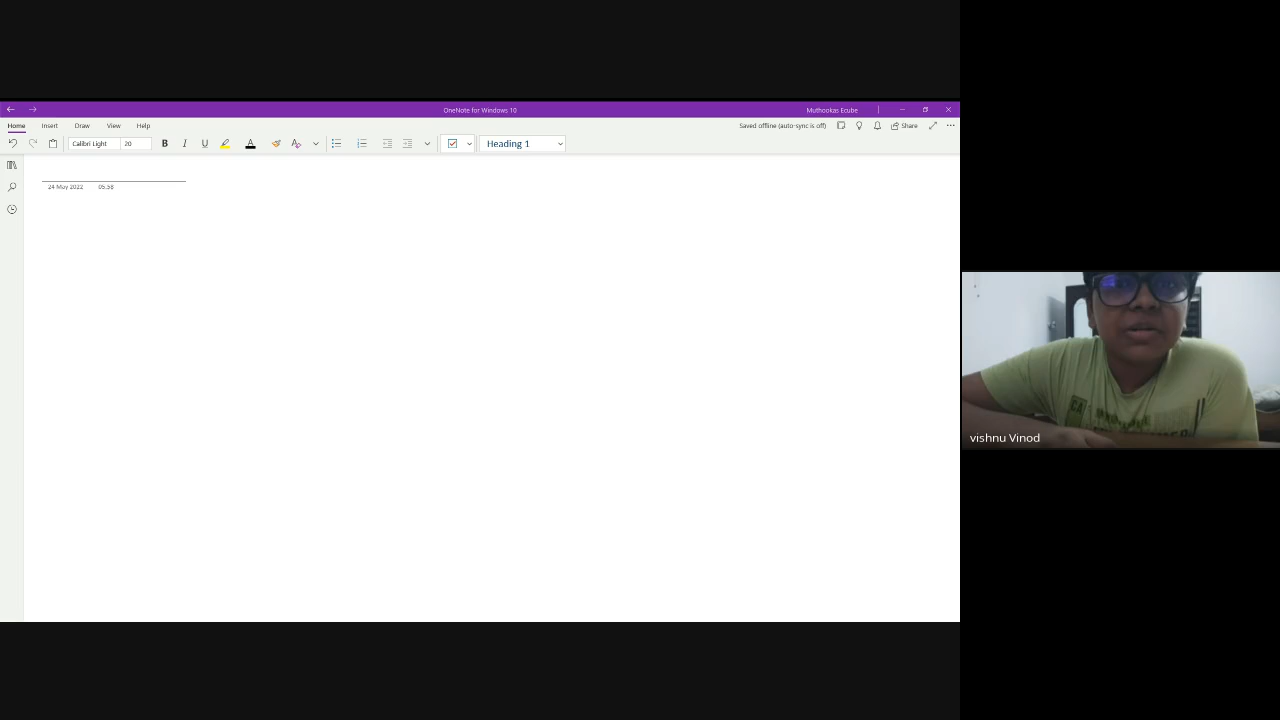 OneNote for Windows 10
Muthookas Ecube
Home Insert Draw View Help
Saved offline (auto-sync is off)
Share
Calibri Light 20 B I U A
Heading 1
24 May 2022 05.58
vishnu Vinod